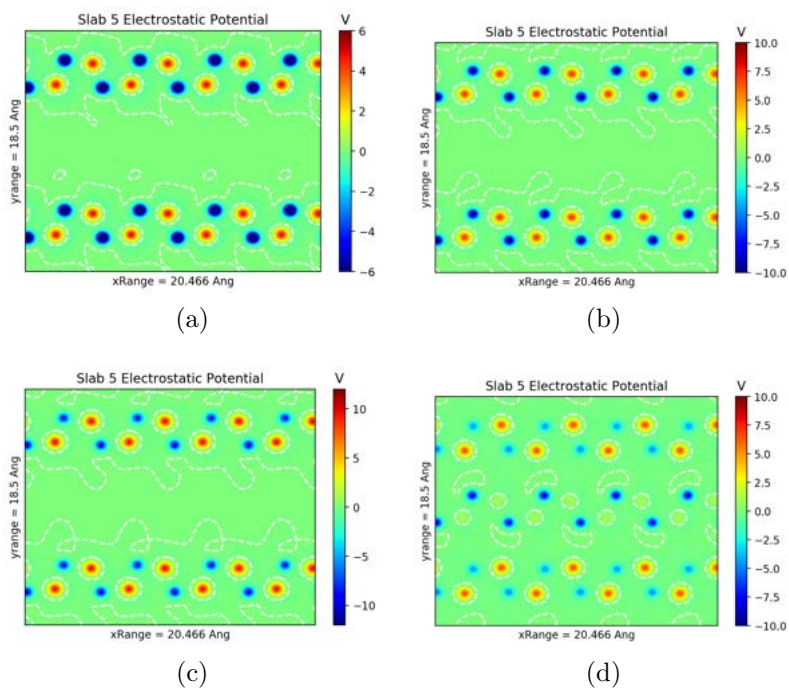 Slab 5 Electrostatic Potential
V
6
4
2
0
−2
−4
−6
yrange = 18.5 Ang
xRange = 20.466 Ang
(a)
Slab 5 Electrostatic Potential
V
10.0
7.5
5.0
2.5
0.0
−2.5
−5.0
−7.5
−10.0
yrange = 18.5 Ang
xRange = 20.466 Ang
(b)
Slab 5 Electrostatic Potential
V
10
5
0
−5
−10
yrange = 18.5 Ang
xRange = 20.466 Ang
(c)
Slab 5 Electrostatic Potential
V
10.0
7.5
5.0
2.5
0.0
−2.5
−5.0
−7.5
−10.0
yrange = 18.5 Ang
xRange = 20.466 Ang
(d)